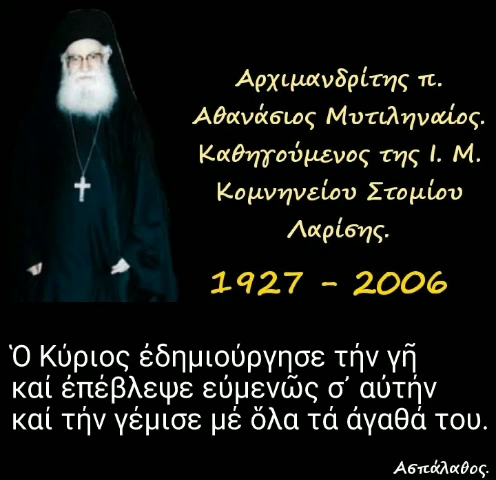 Αρχιμανδρίτης π.
Αθανάσιος Μυτιληναίος.
Καθηγούμενος της Ι. Μ.
Κομνηνείου Στομίου
Λαρίσης.
1927 - 2006
Ὁ Κύριος ἐδημιούργησε τήν γῆ
καί ἐπέβλεψε εὐμενῶς σ᾿ αὐτήν
καί τήν γέμισε μέ ὅλα τά ἀγαθά του.
Ασπάλαθος.